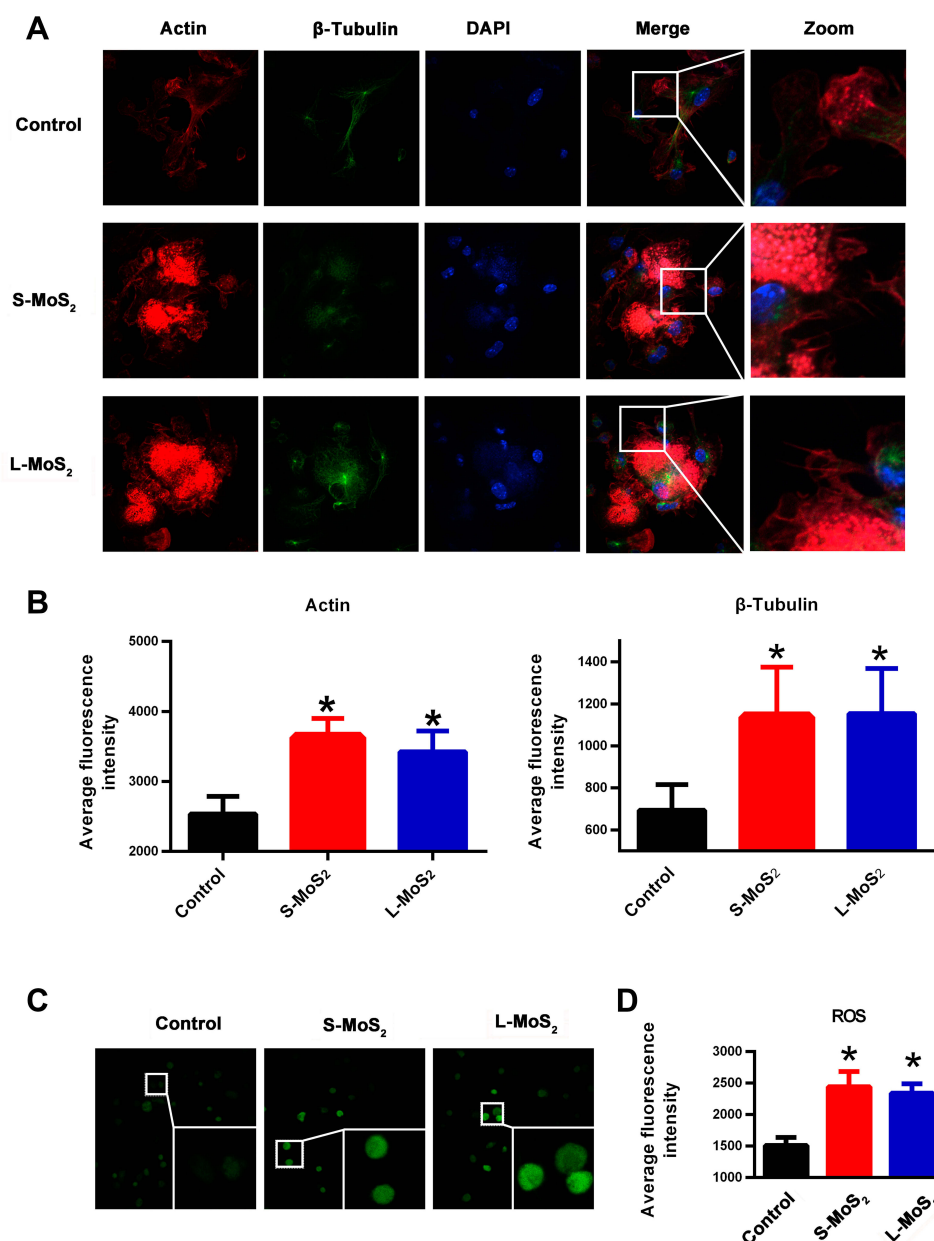 A
Actin β-Tubulin DAPI Merge Zoom
Control
S-MoS₂
L-MoS₂
B
Actin
Average fluorescence
intensity
5000
4000
3000
2000
Control S-MoS₂ L-MoS₂
β-Tubulin
Average fluorescence
intensity
1400
1200
1000
800
600
* *
* *
Control S-MoS₂ L-MoS₂
C
Control S-MoS₂ L-MoS₂
D
ROS
Average fluorescence
intensity
3000
2500
2000
1500
1000
* *
Control S-MoS₂ L-MoS